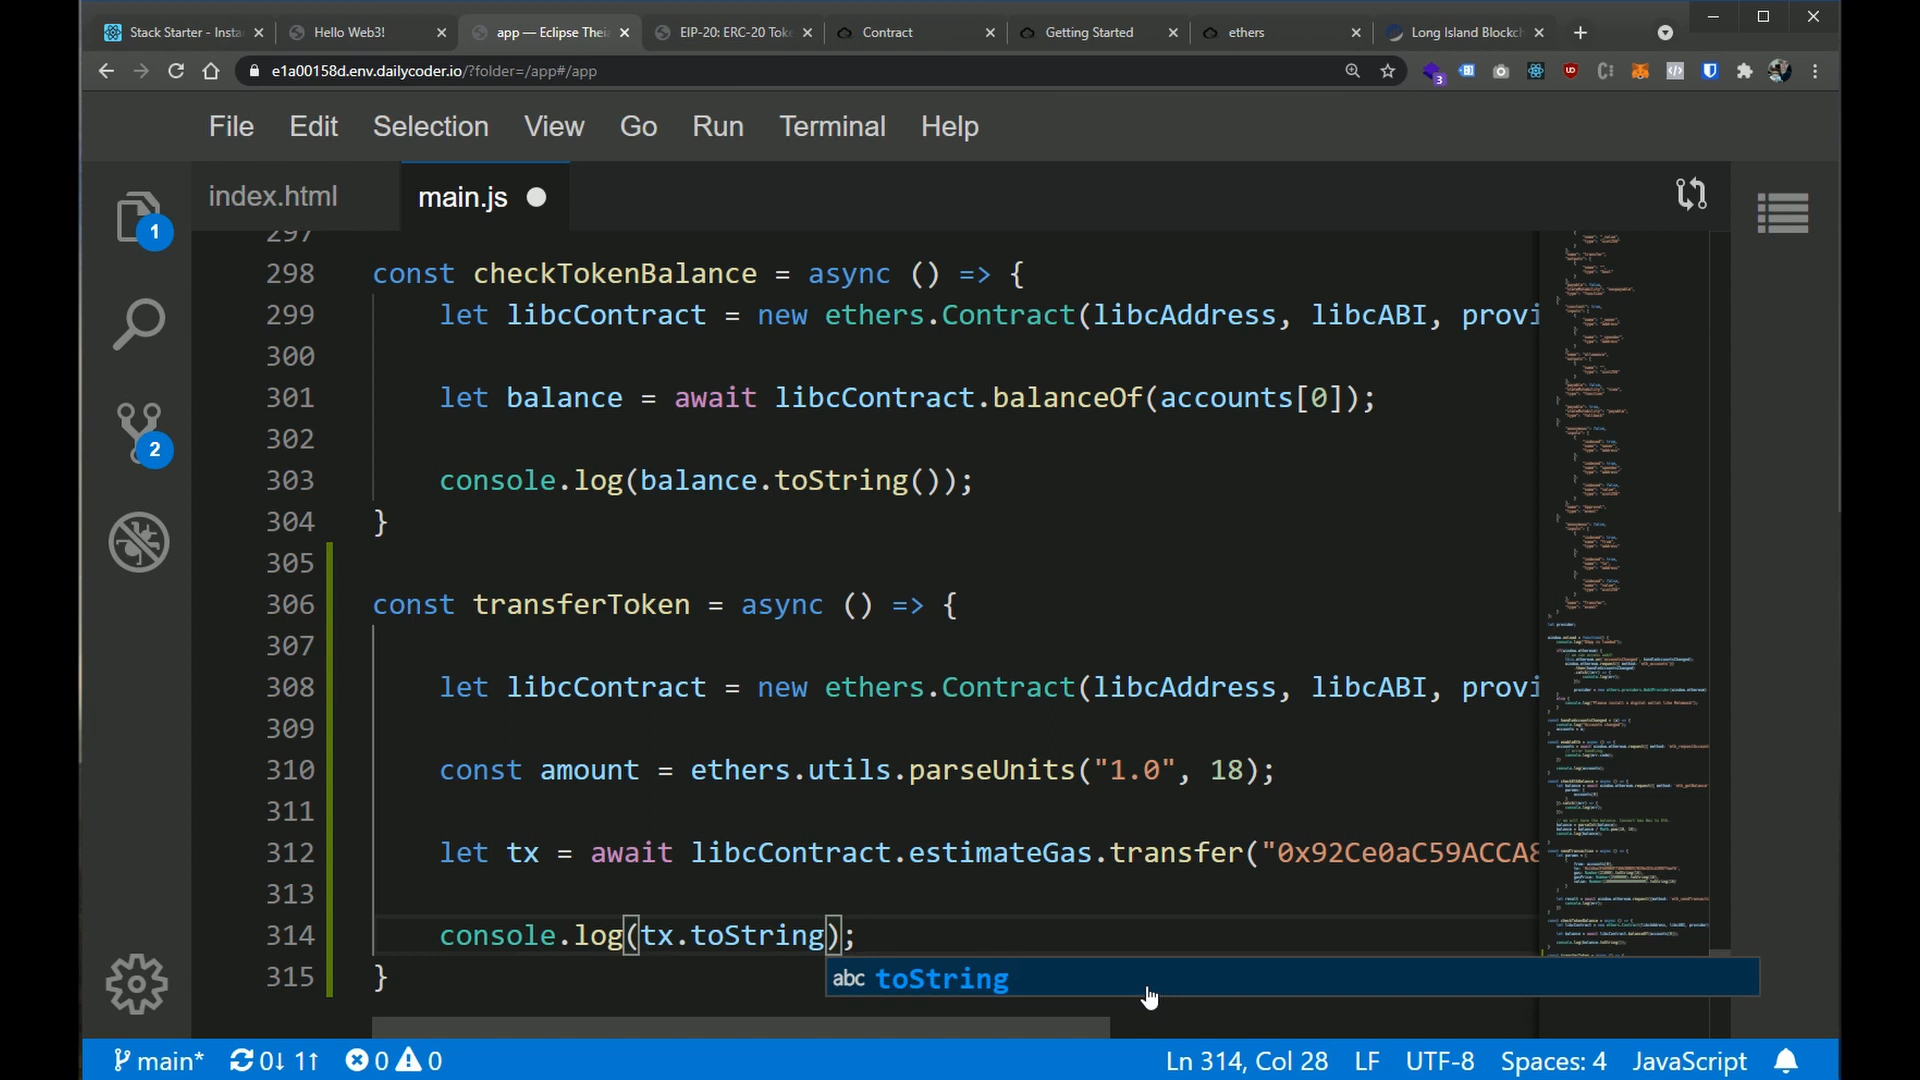 Stack Starter - Insta
Hello Web3!
app — Eclipse Thei
EIP-20: ERC-20 Tok
Contract
Getting Started
ethers
Long Island Blockch
e1a00158d.env.dailycoder.io/?folder=/app#/app
3
File Edit Selection View Go Run Terminal Help
index.html
main.js
1
2
297
298 const checkTokenBalance = async () => {
299 let libcContract = new ethers.Contract(libcAddress, libcABI, provi
300
301 let balance = await libcContract.balanceOf(accounts[0]);
302
303 console.log(balance.toString());
304 }
305
306 const transferToken = async () => {
307
308 let libcContract = new ethers.Contract(libcAddress, libcABI, provi
309
310 const amount = ethers.utils.parseUnits("1.0", 18);
311
312 let tx = await libcContract.estimateGas.transfer("0x92Ce0aC59ACCA8
313
314 console.log(tx.toString);
315 }
abc toString
main* 0↓ 1↑ 0 0
Ln 314, Col 28 LF UTF-8 Spaces: 4 JavaScript